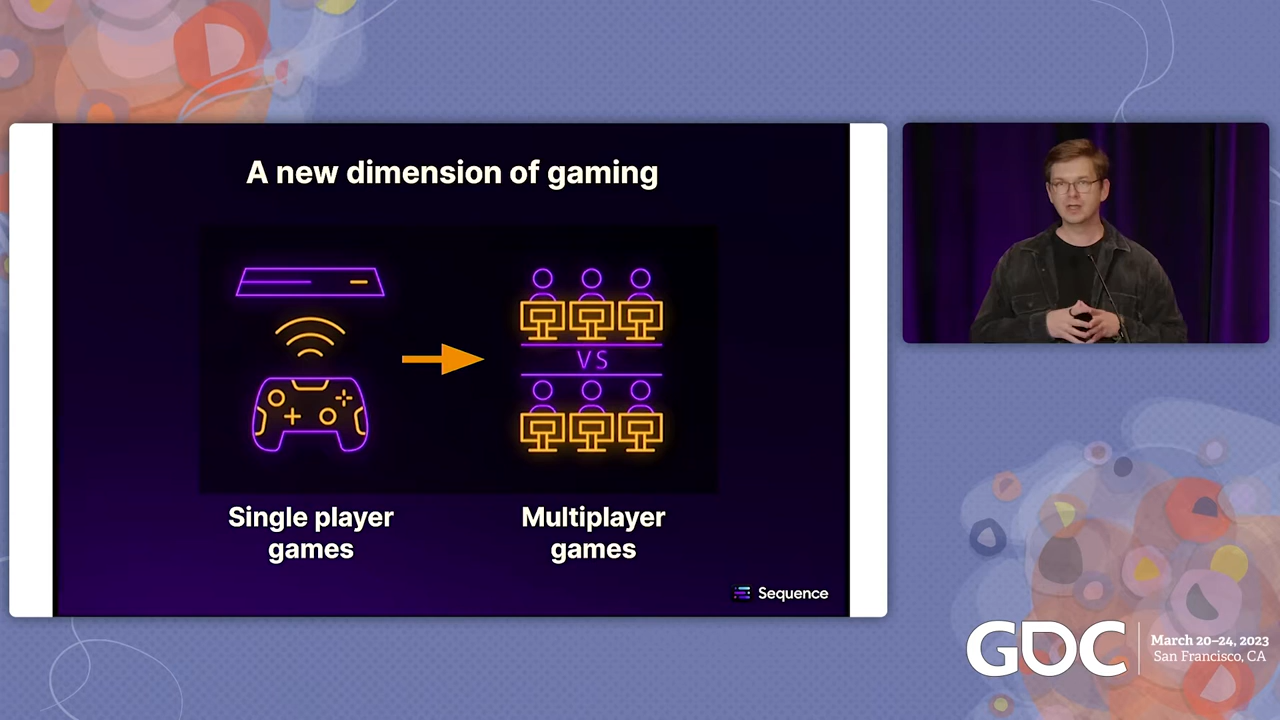 A new dimension of gaming
VS
Single player
games
Multiplayer
games
Sequence
GDC
March 20–24, 2023
San Francisco, CA